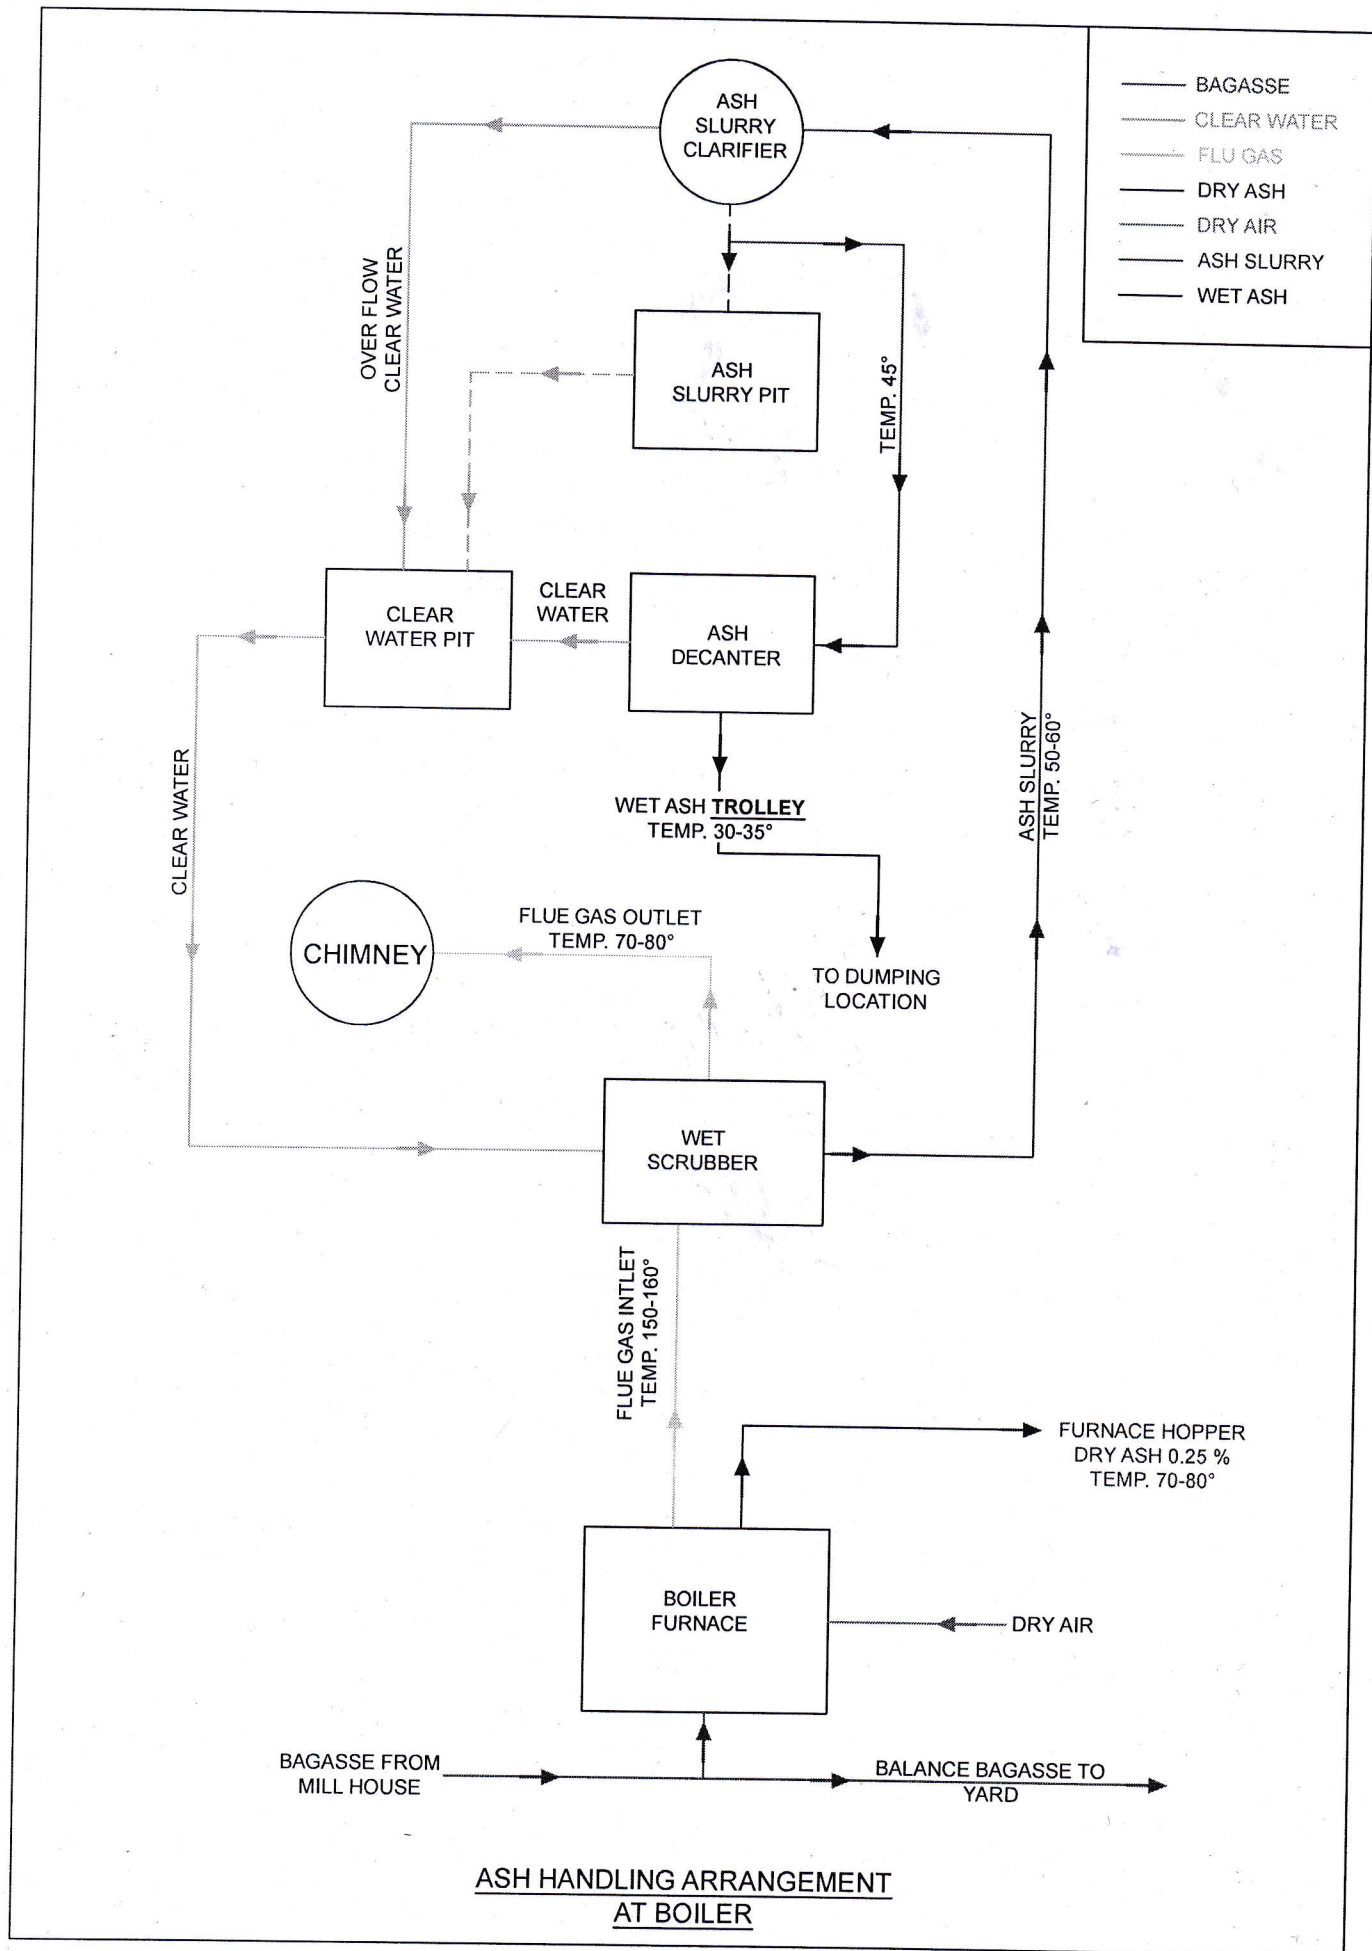 ASH
SLURRY
CLARIFIER
BAGASSE
CLEAR WATER
FLU GAS
DRY ASH
DRY AIR
ASH SLURRY
WET ASH
OVER FLOW
CLEAR WATER
ASH
SLURRY PIT
TEMP. 45°
CLEAR
WATER PIT
CLEAR
WATER
ASH
DECANTER
CLEAR WATER
WET ASH TROLLEY
TEMP. 30-35°
ASH SLURRY
TEMP. 50-60°
CHIMNEY
FLUE GAS OUTLET
TEMP. 70-80°
TO DUMPING
LOCATION
WET
SCRUBBER
FLUE GAS INTLET
TEMP. 150-160°
FURNACE HOPPER
DRY ASH 0.25 %
TEMP. 70-80°
BOILER
FURNACE
DRY AIR
BAGASSE FROM
MILL HOUSE
BALANCE BAGASSE TO
YARD
ASH HANDLING ARRANGEMENT
AT BOILER